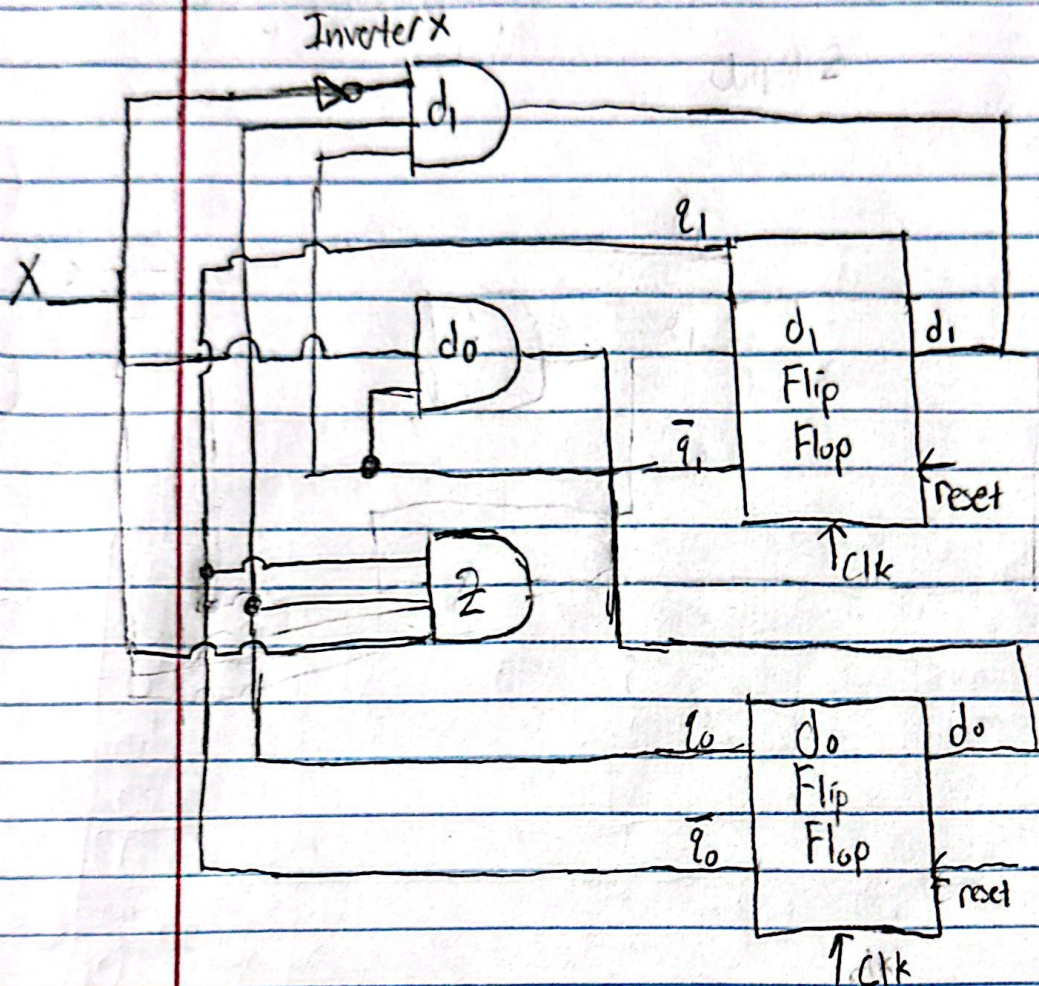 Inverter X
d₁
q₁
X
d₀
d₁
Flip
Flop
d₁
q̅₁
reset
Clk
Z
q₀
d₀
Flip
Flop
d₀
q̅₀
reset
Clk